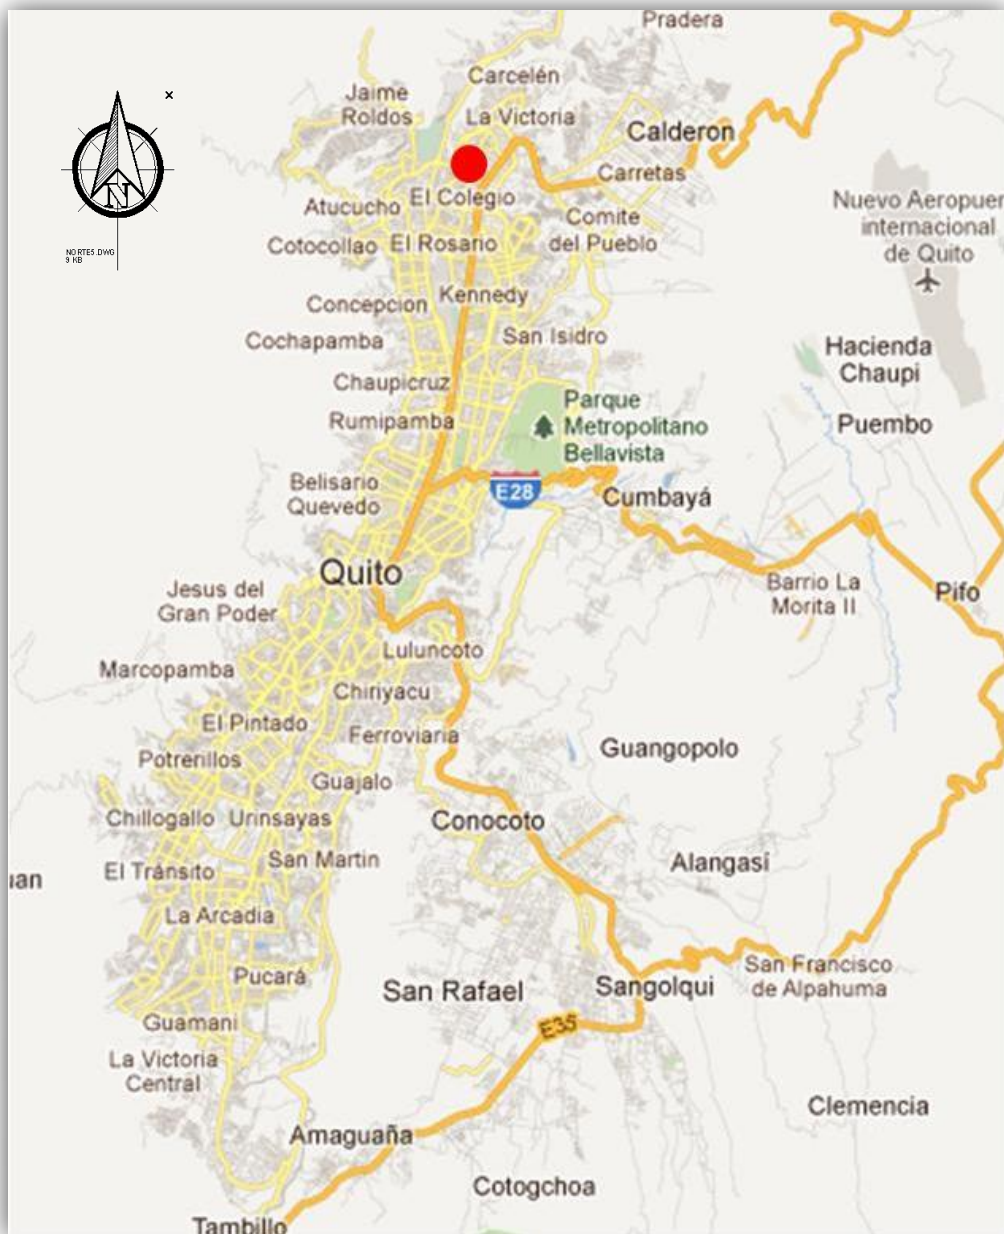 Pradera
Carcelén
Jaime
Roldos
La Victoria
Calderon
Carretas
El Colegio
Atucucho
Comite
del Pueblo
Nuevo Aeropuer
internacional
de Quito
N
NORTE5.DWG
9 KB
Cotocollao
El Rosario
Concepcion
Kennedy
Cochapamba
San Isidro
Hacienda
Chaupi
Chaupicruz
Parque
Metropolitano
Bellavista
Rumipamba
Puembo
Belisario
Quevedo
E28
Cumbayá
Quito
Jesus del
Gran Poder
Barrio La
Morita II
Pifo
Luluncoto
Marcopamba
Chiriyacu
El Pintado
Ferroviaria
Guangopolo
Potrerillos
Guajalo
Chillogallo
Urinsayas
Conocoto
San Martin
Alangasí
El Tránsito
uan
La Arcadia
Pucará
San Rafael
Sangolqui
San Francisco
de Alpahuma
Guamani
E35
La Victoria
Central
Clemencia
Amaguaña
Cotogchoa
Tambillo